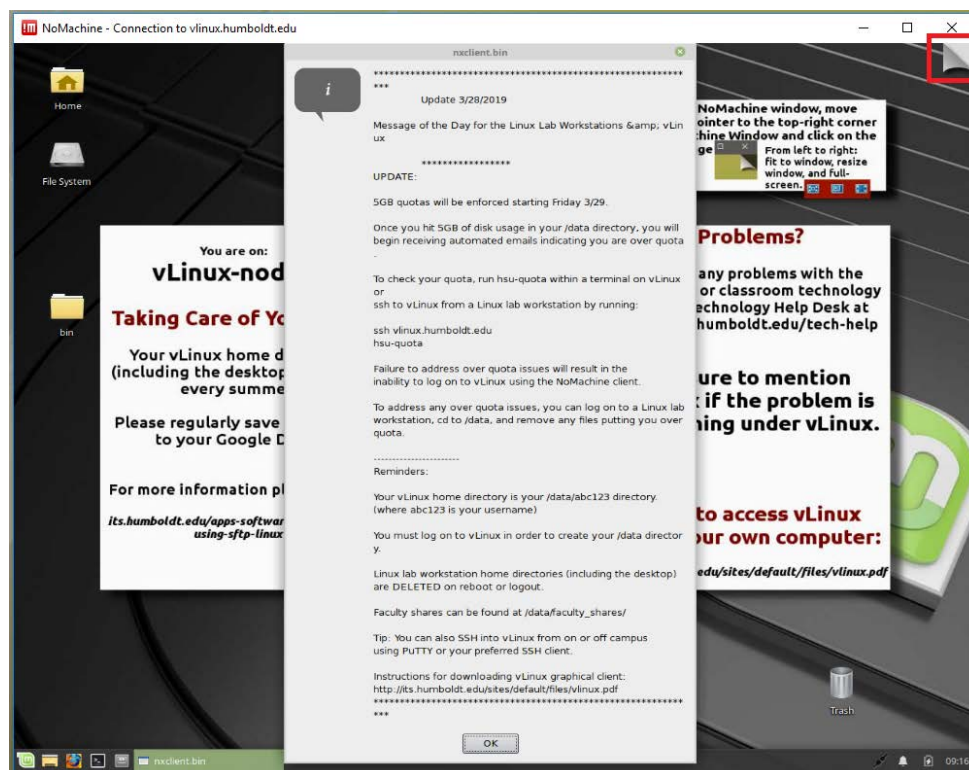 NoMachine - Connection to vlinux.humboldt.edu
nxclient.bin
Home
File System
bin
i
***********************************************************
***
Update 3/28/2019
Message of the Day for the Linux Lab Workstations &amp; vLin
ux
*****************
UPDATE:
5GB quotas will be enforced starting Friday 3/29.
Once you hit 5GB of disk usage in your /data directory, you will
begin receiving automated emails indicating you are over quota
.
To check your quota, run hsu-quota within a terminal on vLinux
or
ssh to vLinux from a Linux lab workstation by running:
ssh vlinux.humboldt.edu
hsu-quota
Failure to address over quota issues will result in the
inability to log on to vLinux using the NoMachine client.
To address any over quota issues, you can log on to a Linux lab
workstation, cd to /data, and remove any files putting you over
quota.
-----------------------
Reminders:
Your vLinux home directory is your /data/abc123 directory.
(where abc123 is your username)
You must log on to vLinux in order to create your /data director
y.
Linux lab workstation home directories (including the desktop)
are DELETED on reboot or logout.
Faculty shares can be found at /data/faculty_shares/
Tip: You can also SSH into vLinux from on or off campus
using PuTTY or your preferred SSH client.
Instructions for downloading vLinux graphical client:
http://its.humboldt.edu/sites/default/files/vlinux.pdf
***********************************************************
***
OK
You are on:
vLinux-nod
Taking Care of Yo
Your vLinux home d
(including the desktop
every summe
Please regularly save
to your Google D
For more information pl
its.humboldt.edu/apps-softwar
using-sftp-linux
NoMachine window, move
ointer to the top-right corner
hine Window and click on the
ge
From left to right:
fit to window, resize
window, and full-
screen.
Problems?
any problems with the
or classroom technology
echnology Help Desk at
humboldt.edu/tech-help
ure to mention
if the problem is
ing under vLinux.
to access vLinux
ur own computer:
edu/sites/default/files/vlinux.pdf
Trash
nxclient.bin
09:16